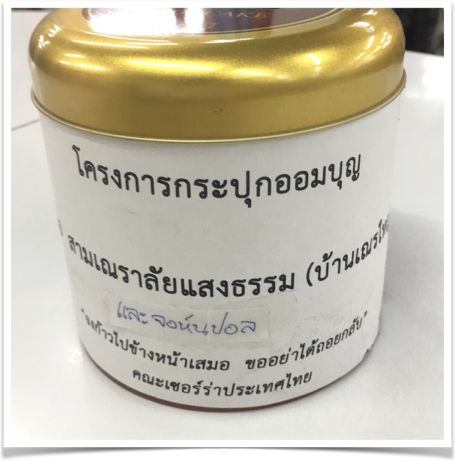 โครงการกระปุกออมบุญ
สามเณราลัยแสงธรรม (บ้านเณรใหญ่
และจอห์นปอล
"จงก้าวไปข้างหน้าเสมอ ขออย่าได้ถอยกลับ"
คณะเซอร์ร่าประเทศไทย